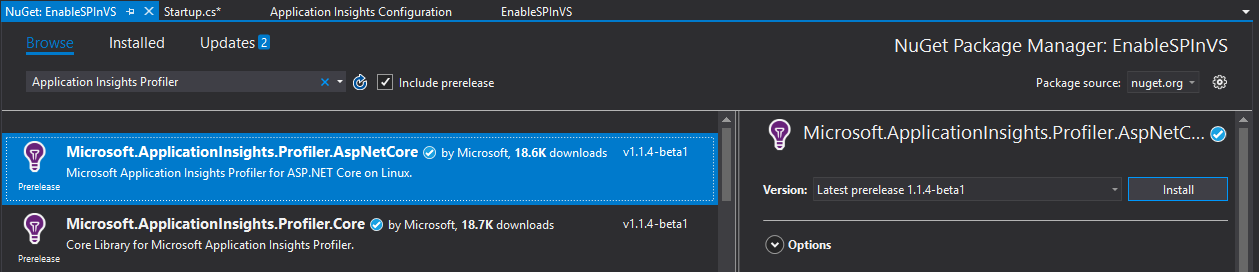 NuGet: EnableSPInVS Startup.cs* Application Insights Configuration EnableSPInVS
Browse Installed Updates 2 NuGet Package Manager: EnableSPInVS
Application Insights Profiler Include prerelease Package source: nuget.org
Microsoft.ApplicationInsights.Profiler.AspNetCore by Microsoft, 18.6K downloads v1.1.4-beta1
Microsoft Application Insights Profiler for ASP.NET Core on Linux.
Prerelease
Microsoft.ApplicationInsights.Profiler.Core by Microsoft, 18.7K downloads v1.1.4-beta1
Core Library for Microsoft Application Insights Profiler.
Prerelease
Microsoft.ApplicationInsights.Profiler.AspNetC...
Version: Latest prerelease 1.1.4-beta1 Install
Options